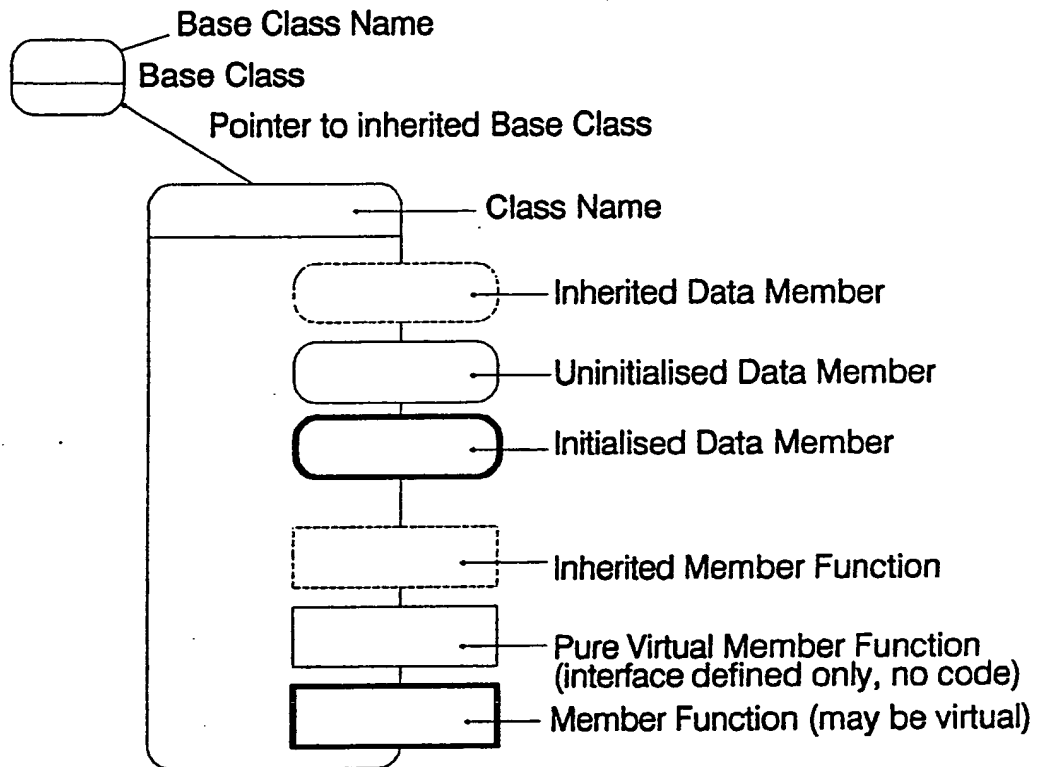 Base Class Name
Base Class
Pointer to inherited Base Class
Class Name
Inherited Data Member
Uninitialised Data Member
Initialised Data Member
Inherited Member Function
Pure Virtual Member Function
(interface defined only, no code)
Member Function (may be virtual)